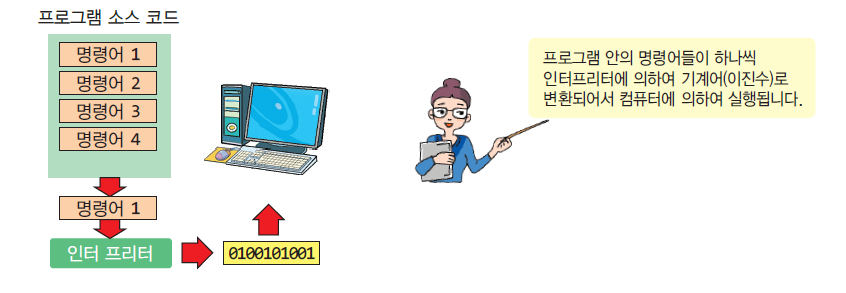 프로그램 소스 코드
명령어 1
명령어 2
명령어 3
명령어 4
명령어 1
인터 프리터
0100101001
프로그램 안의 명령어들이 하나씩
인터프리터에 의하여 기계어(이진수)로
변환되어서 컴퓨터에 의하여 실행됩니다.